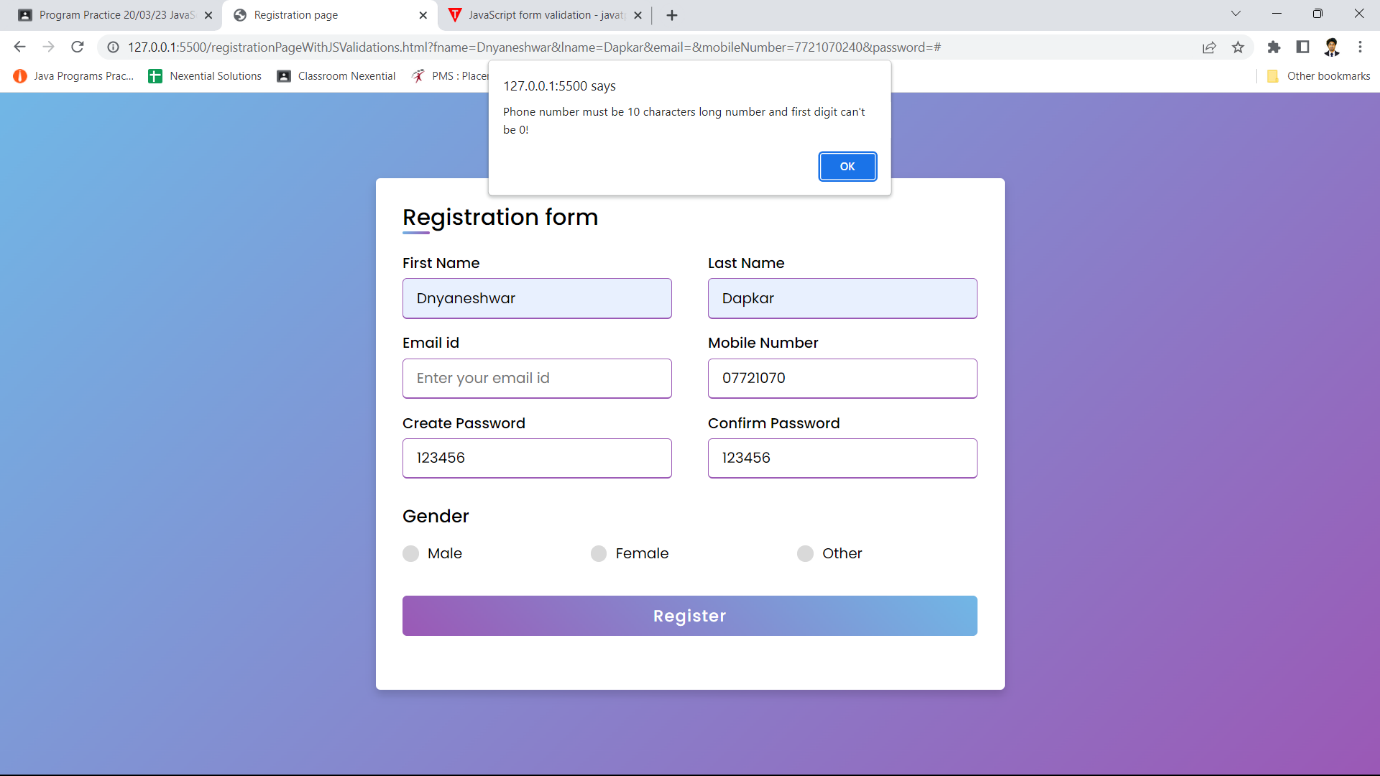 Program Practice 20/03/23 JavaS
Registration page
JavaScript form validation - javatp
127.0.0.1:5500/registrationPageWithJSValidations.html?fname=Dnyaneshwar&lname=Dapkar&email=&mobileNumber=7721070240&password=#
Java Programs Prac...
Nexential Solutions
Classroom Nexential
PMS : Placem
Other bookmarks
127.0.0.1:5500 says
Phone number must be 10 characters long number and first digit can't
be 0!
OK
Registration form
First Name
Last Name
Dnyaneshwar
Dapkar
Email id
Mobile Number
Enter your email id
07721070
Create Password
Confirm Password
123456
123456
Gender
Male
Female
Other
Register